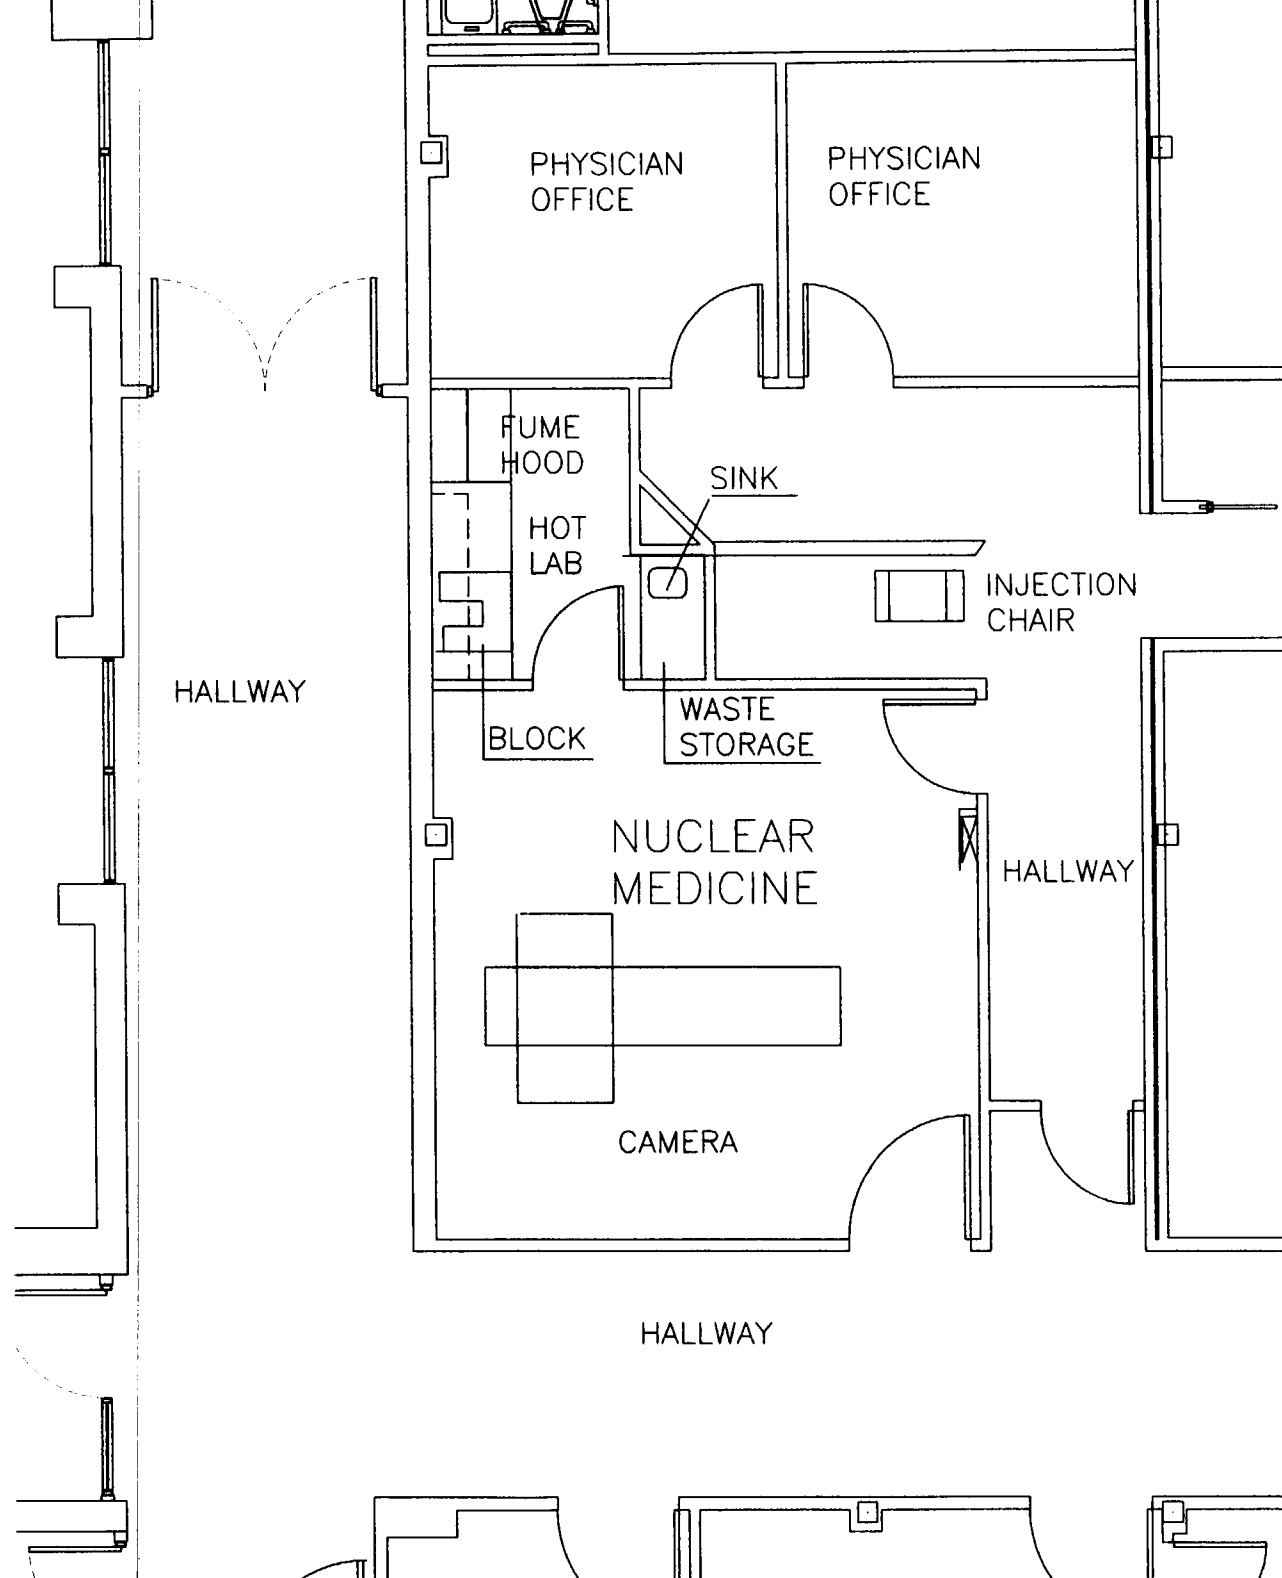 PHYSICIAN
OFFICE
PHYSICIAN
OFFICE
FUME
HOOD
SINK
HOT
LAB
INJECTION
CHAIR
HALLWAY
BLOCK
WASTE
STORAGE
NUCLEAR
MEDICINE
HALLWAY
CAMERA
HALLWAY